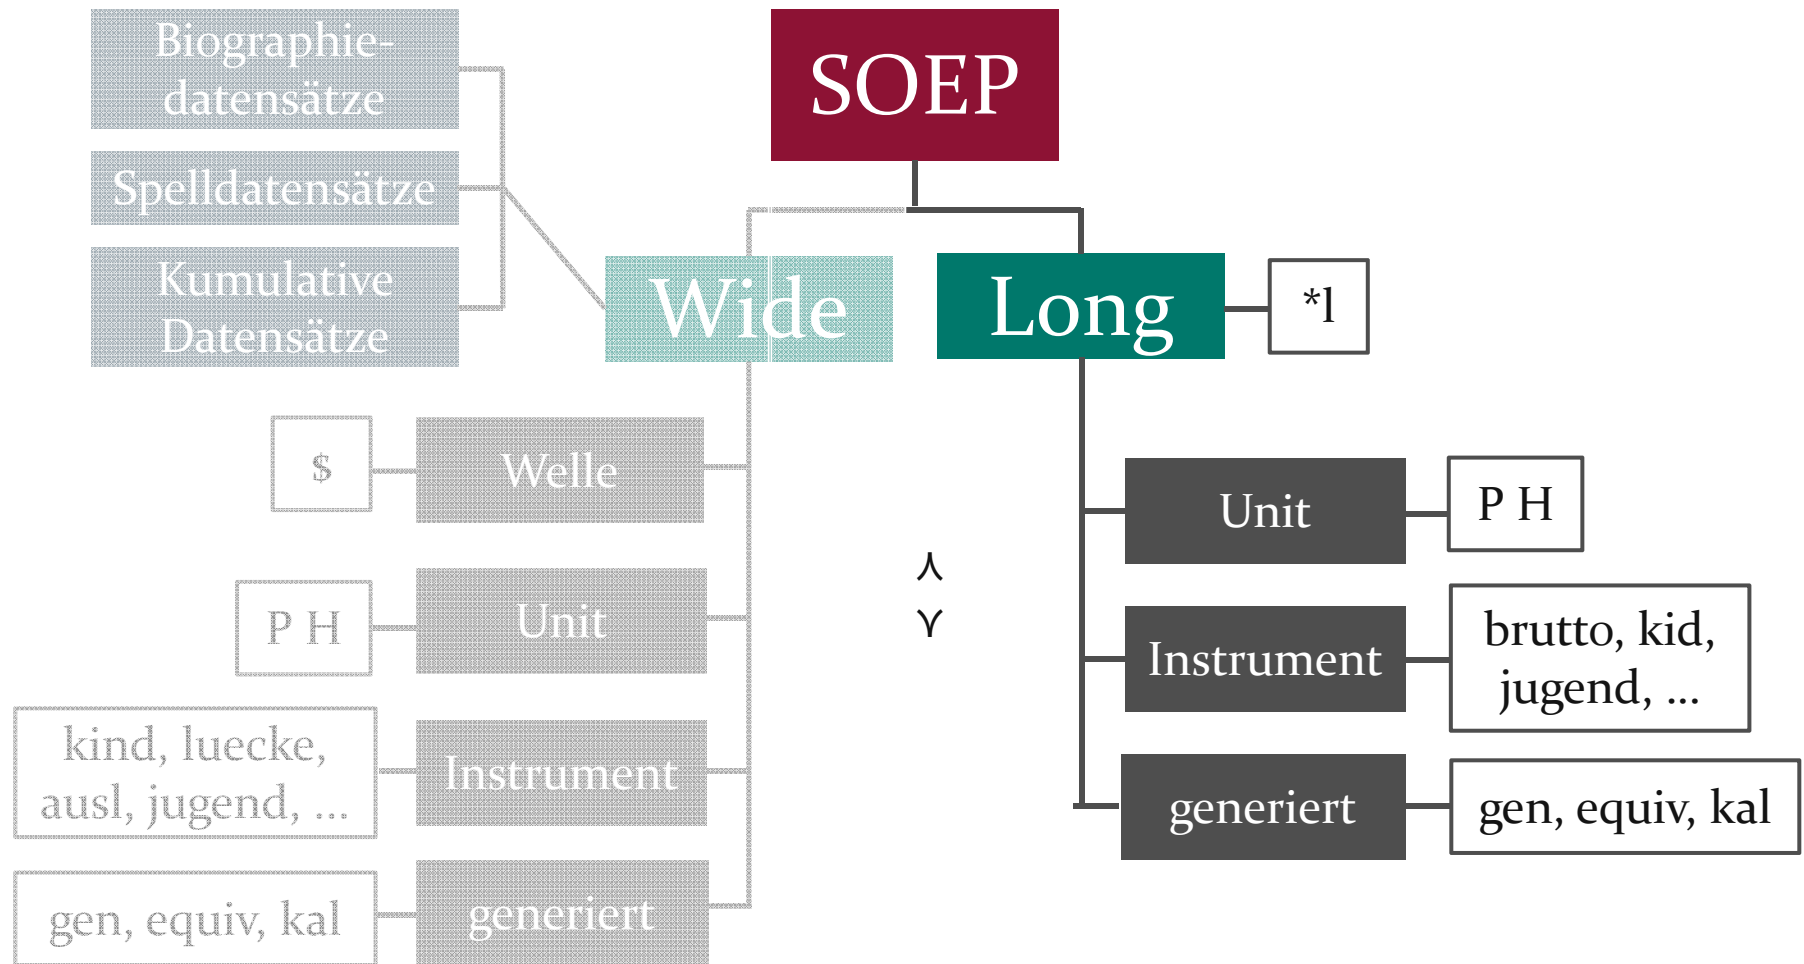 SOEP
Biographie-
datensätze
Spelldatensätze
Kumulative
Datensätze
Wide
$
Welle
P H
Unit
kind, luecke,
ausl, jugend, ...
Instrument
gen, equiv, kal
generiert
Long
*l
Unit
P H
Instrument
brutto, kid,
jugend, ...
generiert
gen, equiv, kal